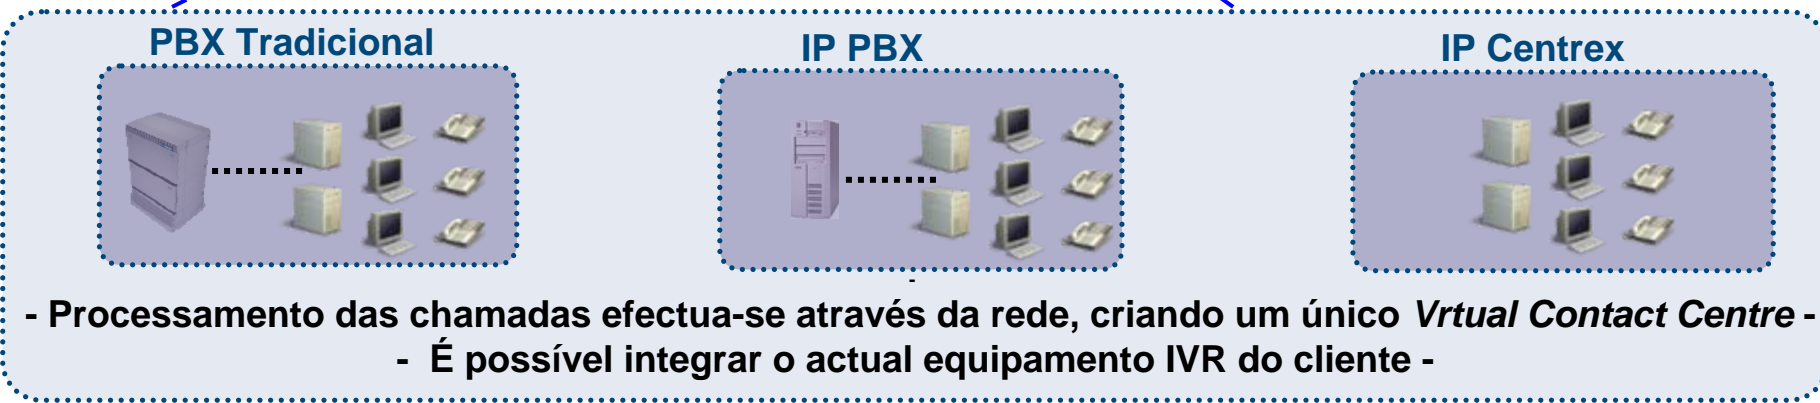 PBX Tradicional
IP PBX
IP Centrex
-
- Processamento das chamadas efectua-se através da rede, criando um único Vrtual Contact Centre -
- É possível integrar o actual equipamento IVR do cliente -